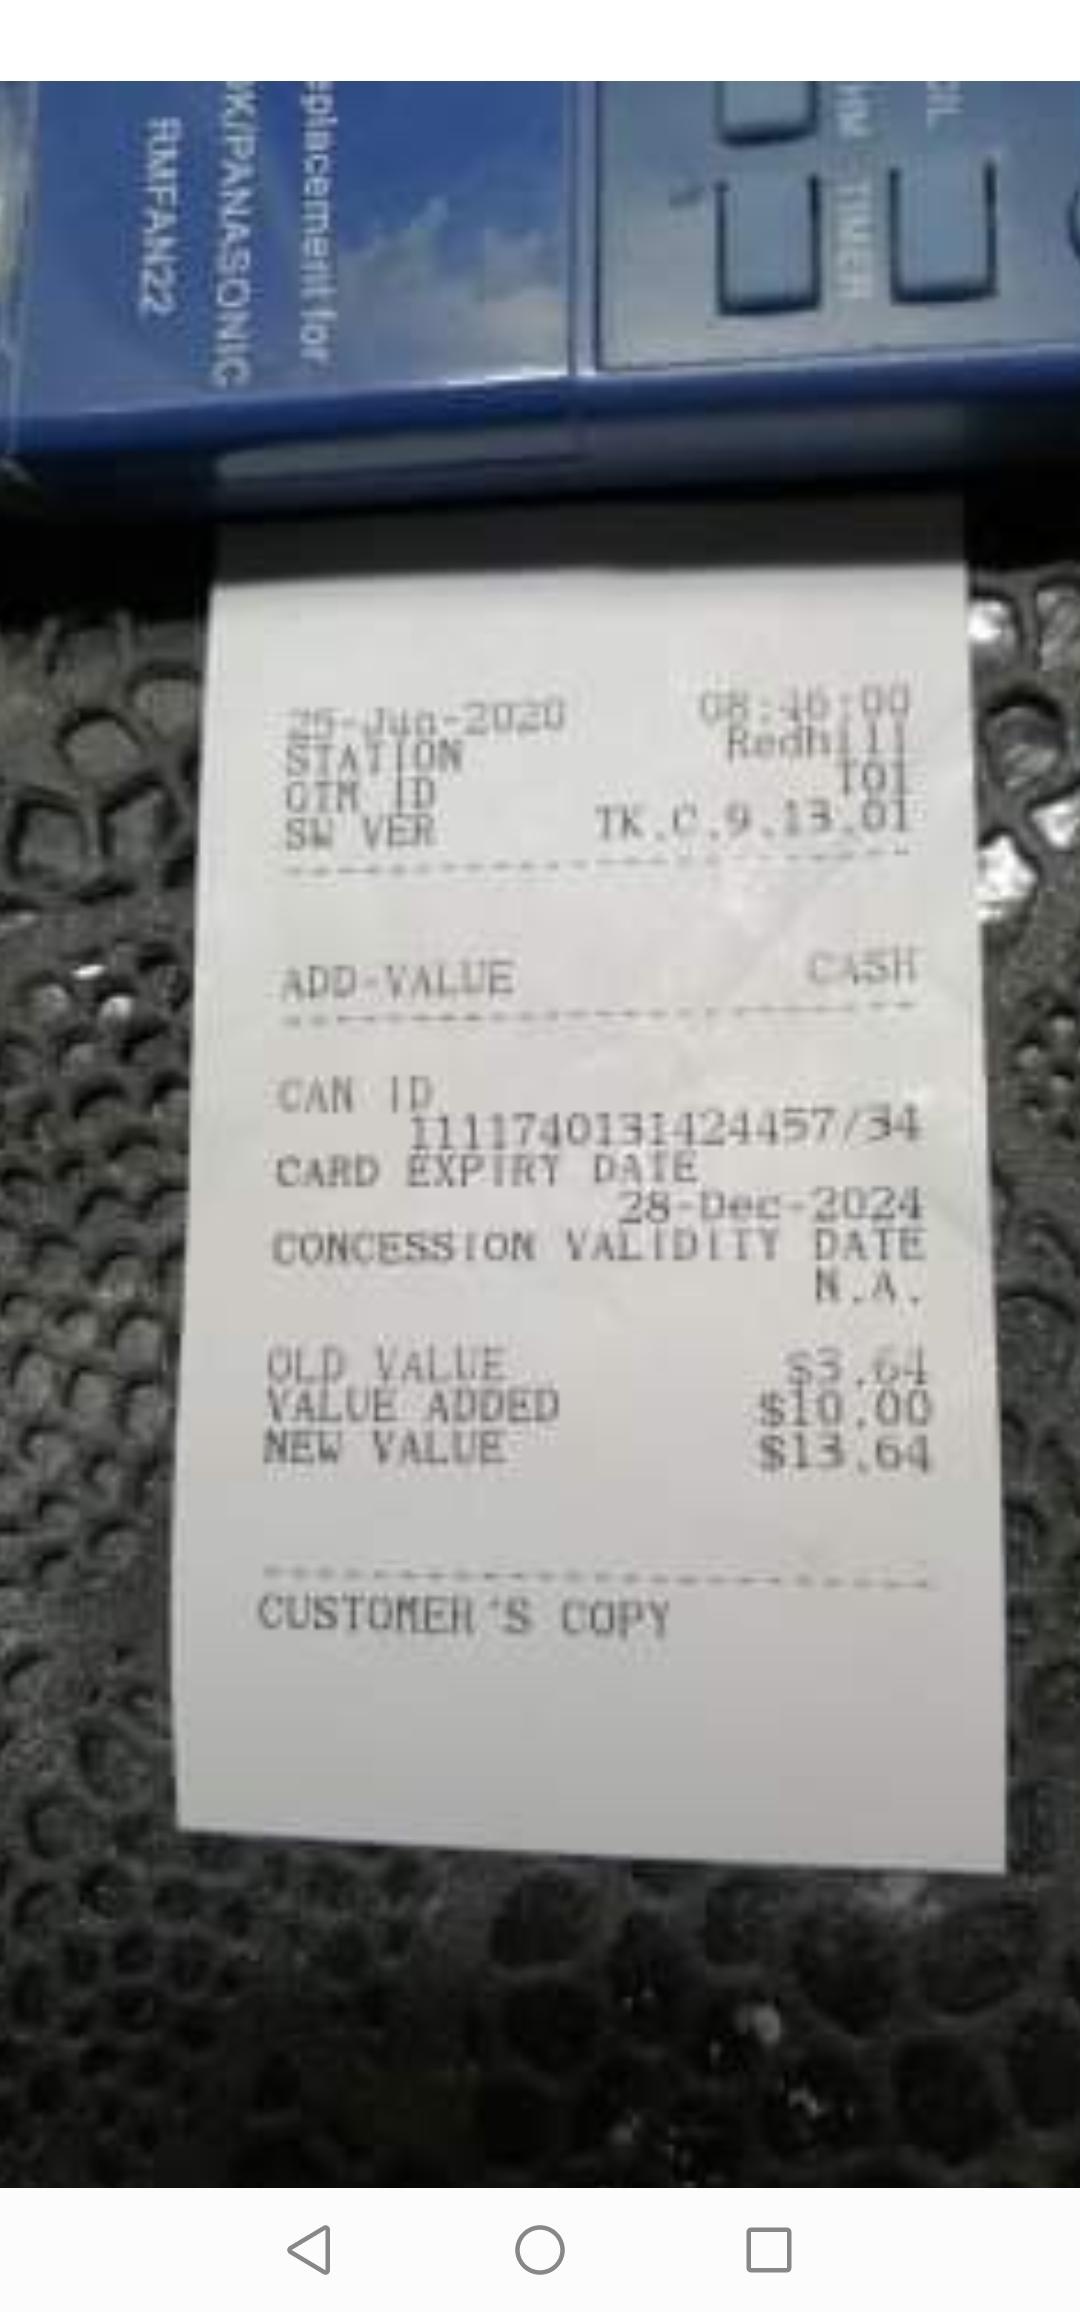 placement for
K/PANASONIC
RMFAN22
TIMER
25-Jun-2020 08:46:00
STATION Redhill
GTM ID T01
SW VER TK.C.9.13.01
ADD-VALUE CASH
CAN ID
1111740131424457/34
CARD EXPIRY DATE
28-Dec-2024
CONCESSION VALIDITY DATE
N.A.
OLD VALUE $3.64
VALUE ADDED $10.00
NEW VALUE $13.64
CUSTOMER'S COPY